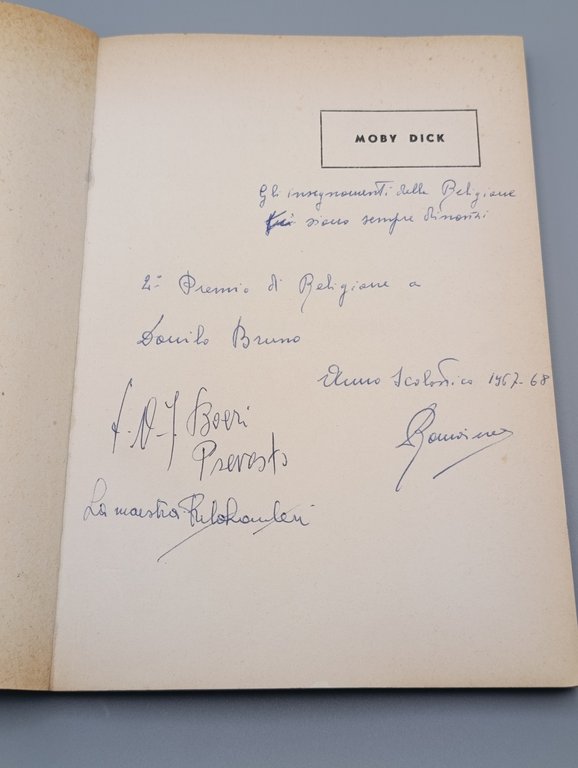 MOBY DICK
Gli insegnamenti della Religione
siano sempre dinanzi
2° Premio di Religione a
Danilo Bruno
Anno Scolastico 1967-68
Boeri
Prevosto
La maestra